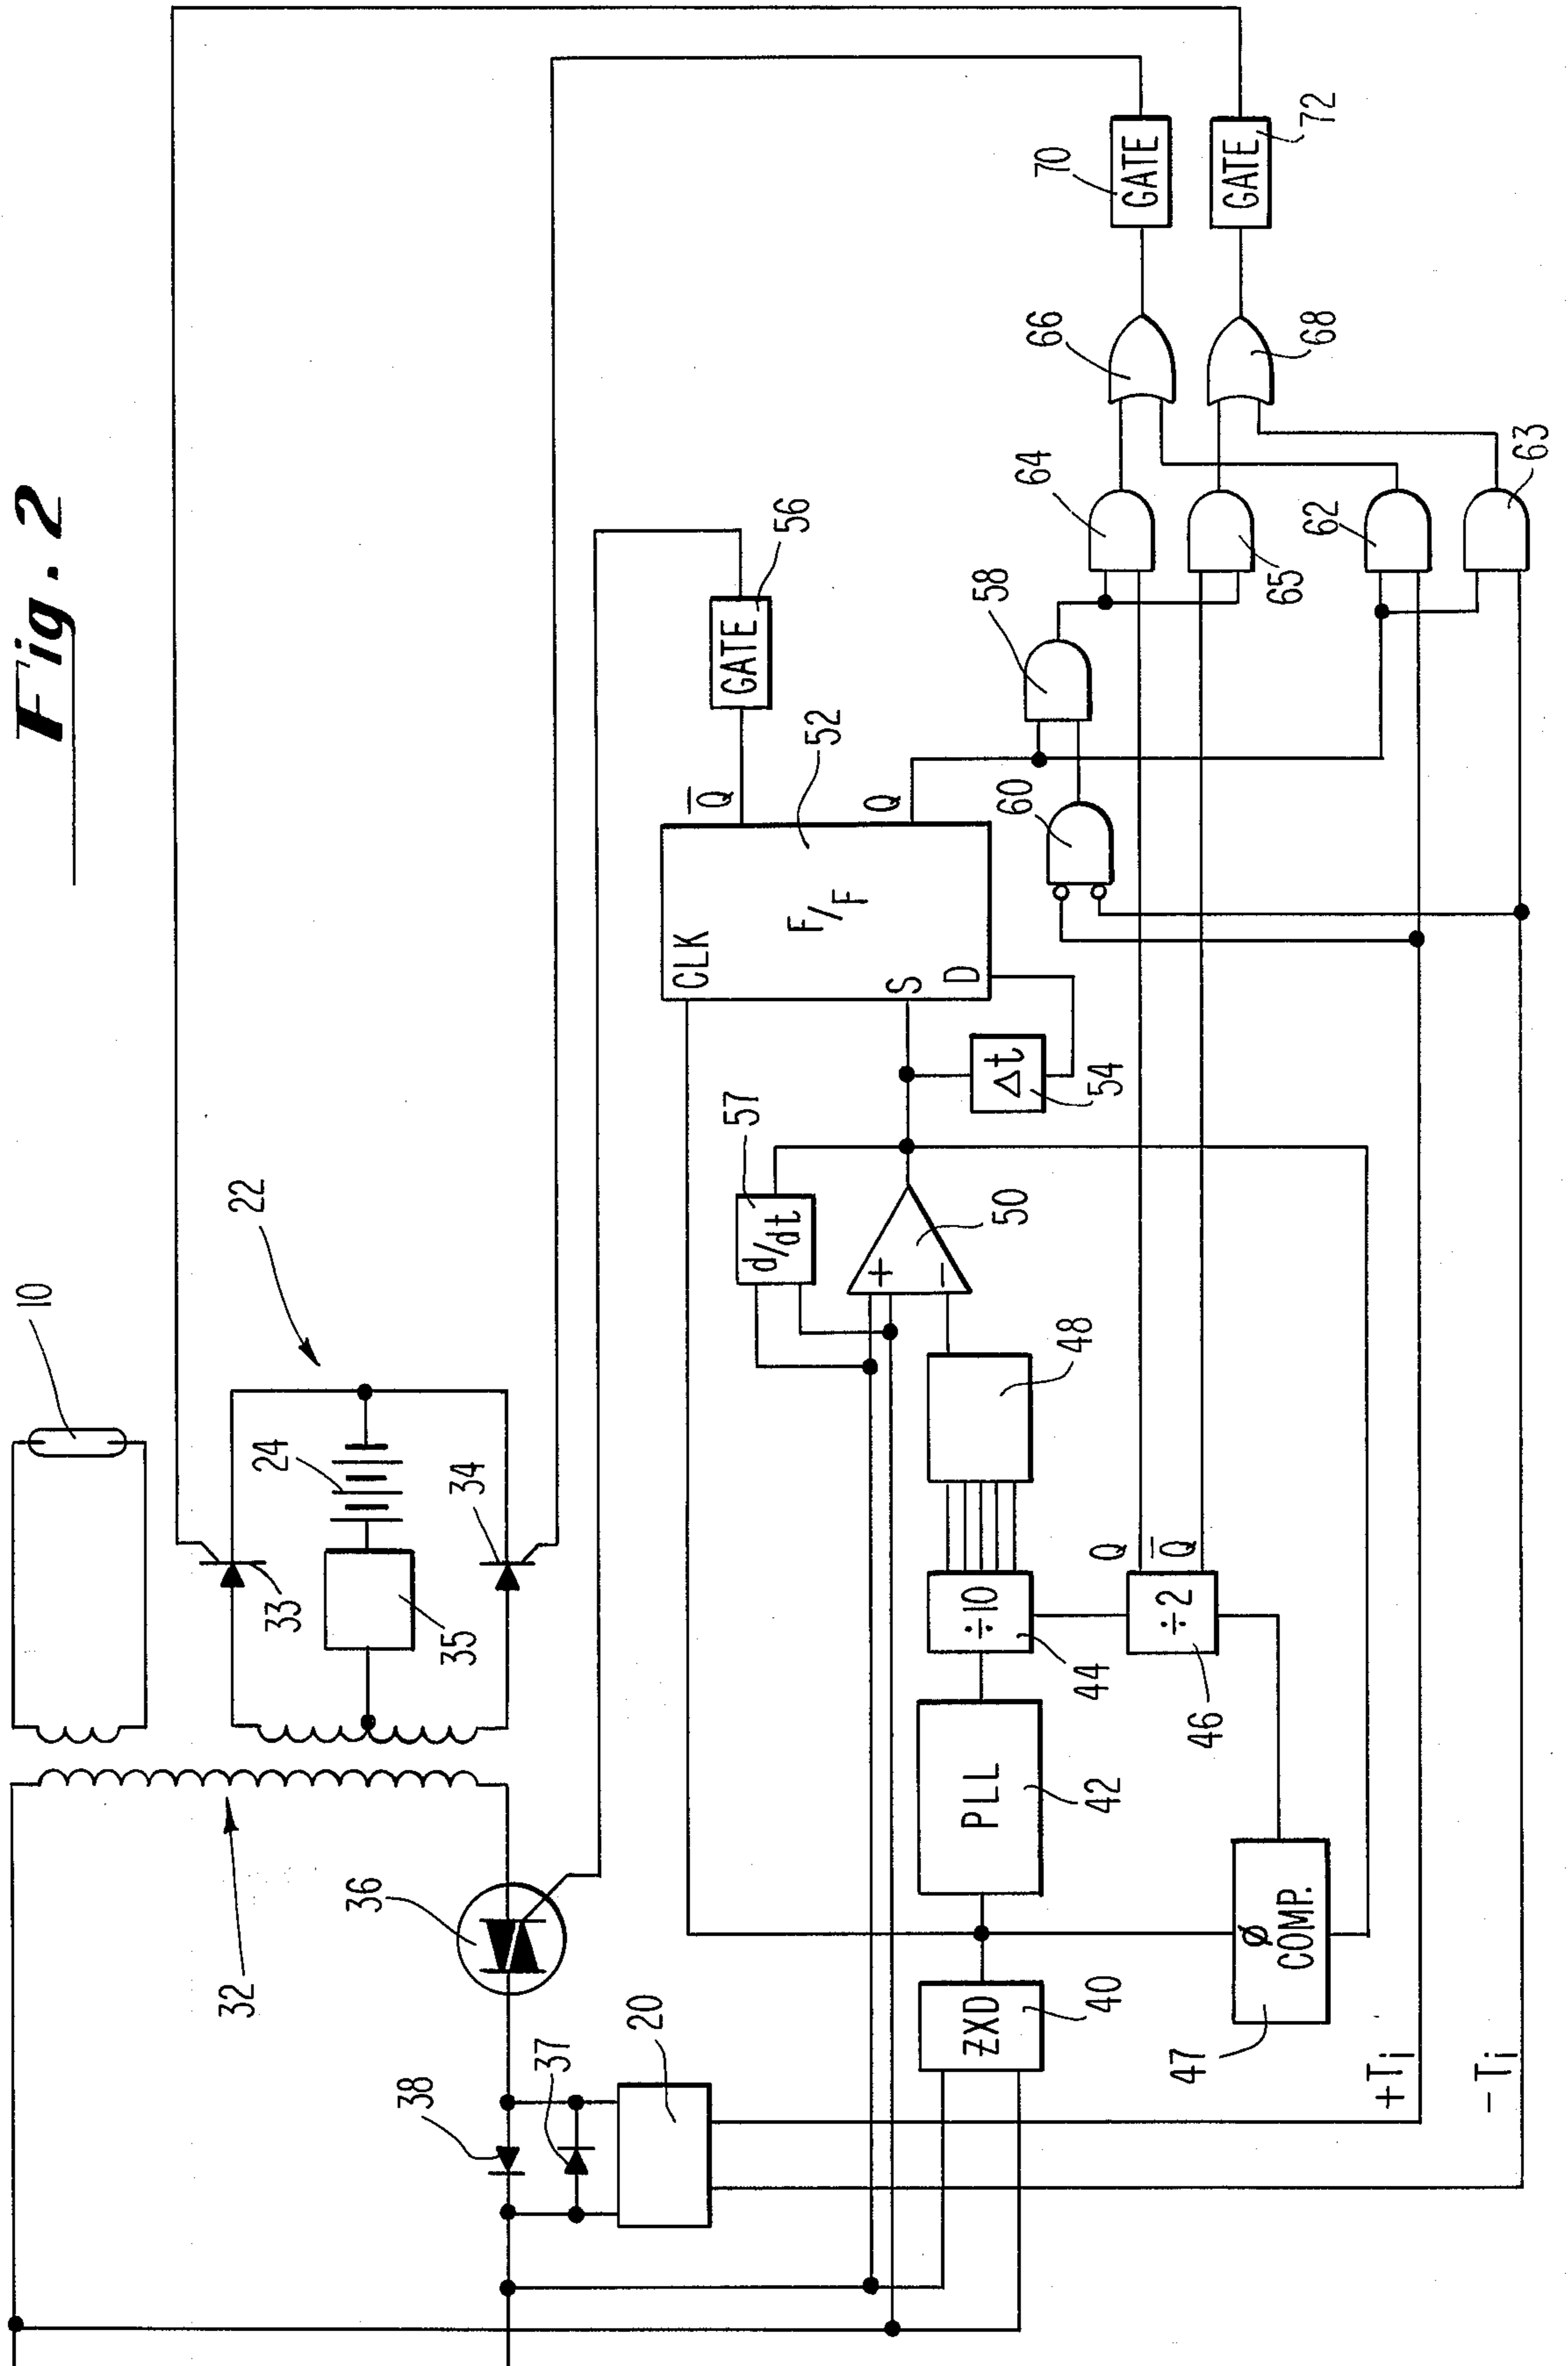 Fig. 2
10
22
24
33
34
35
32
36
38
37
20
57
d/dt
50
+
−
CLK
S
D
F/F
Q̅
Q
52
GATE
56
Δt
54
48
÷10
44
PLL
42
ZXD
40
Q
Q̅
÷2
46
ø
COMP.
47
60
58
64
65
62
63
66
68
GATE
70
GATE
72
+Ti
−Ti